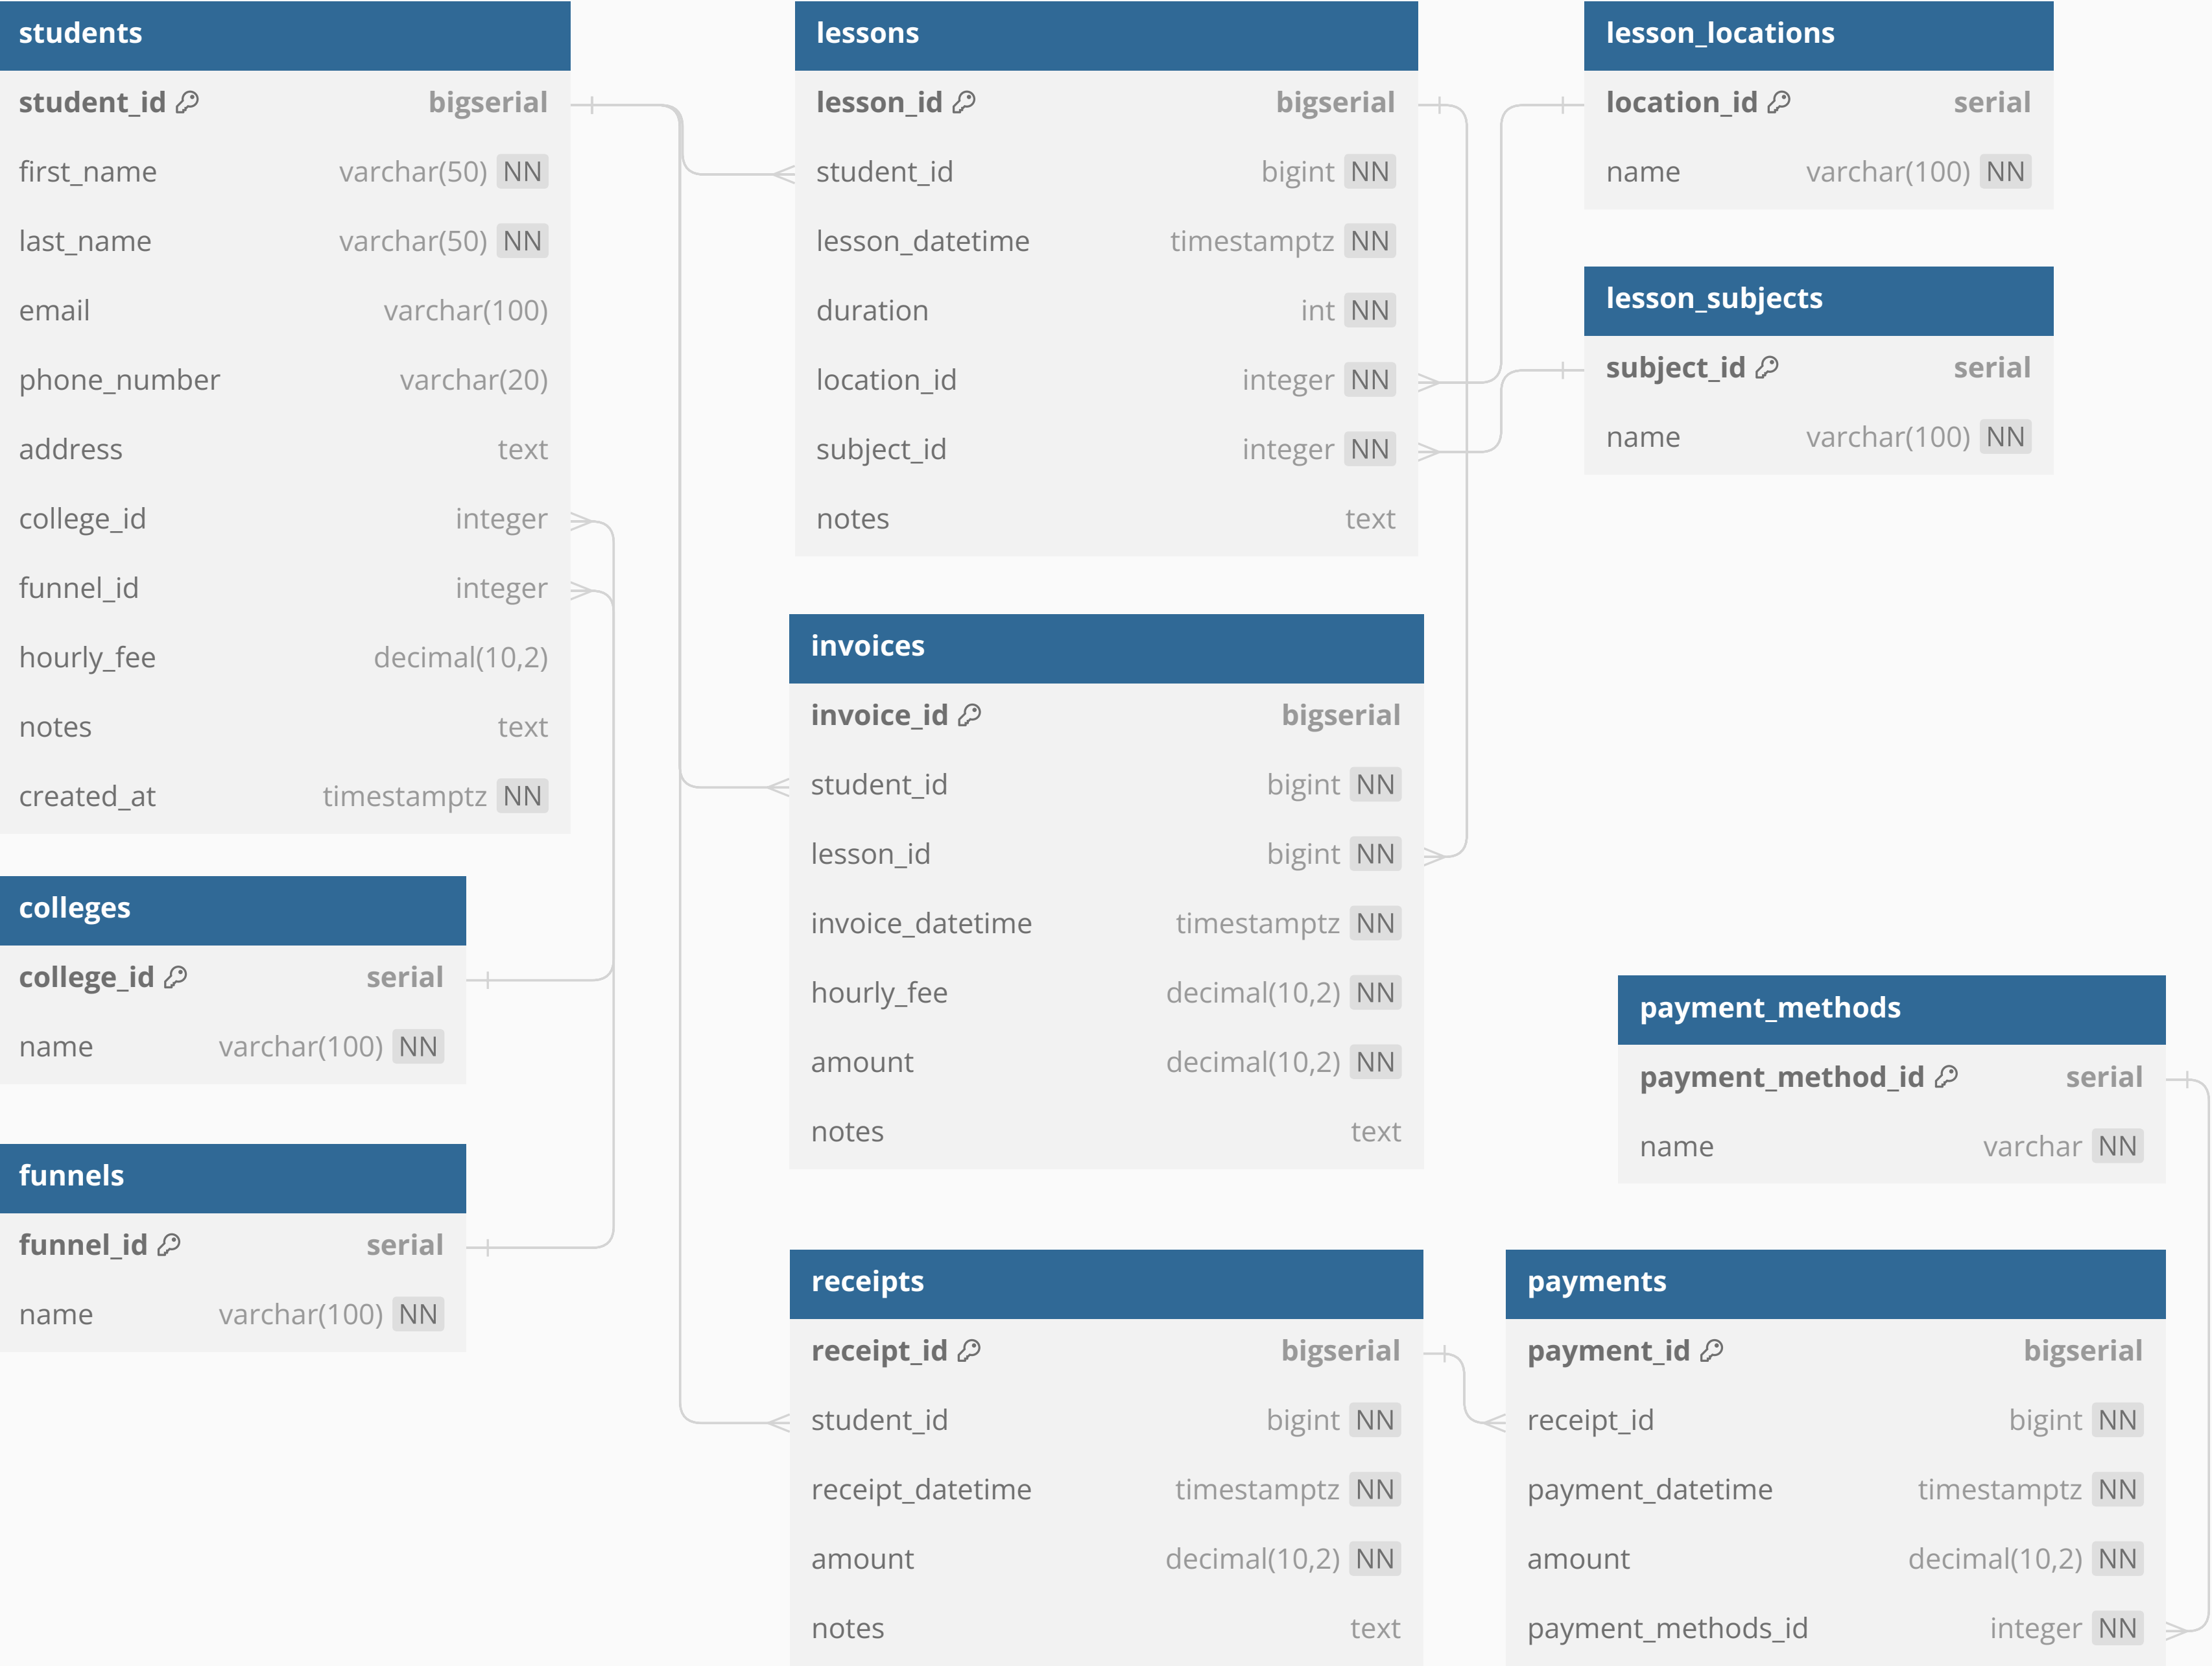 students
student_id bigserial
first_name varchar(50) NN
last_name varchar(50) NN
email varchar(100)
phone_number varchar(20)
address text
college_id integer
funnel_id integer
hourly_fee decimal(10,2)
notes text
created_at timestamptz NN
colleges
college_id serial
name varchar(100) NN
funnels
funnel_id serial
name varchar(100) NN
lessons
lesson_id bigserial
student_id bigint NN
lesson_datetime timestamptz NN
duration int NN
location_id integer NN
subject_id integer NN
notes text
invoices
invoice_id bigserial
student_id bigint NN
lesson_id bigint NN
invoice_datetime timestamptz NN
hourly_fee decimal(10,2) NN
amount decimal(10,2) NN
notes text
receipts
receipt_id bigserial
student_id bigint NN
receipt_datetime timestamptz NN
amount decimal(10,2) NN
notes text
lesson_locations
location_id serial
name varchar(100) NN
lesson_subjects
subject_id serial
name varchar(100) NN
payment_methods
payment_method_id serial
name varchar NN
payments
payment_id bigserial
receipt_id bigint NN
payment_datetime timestamptz NN
amount decimal(10,2) NN
payment_methods_id integer NN